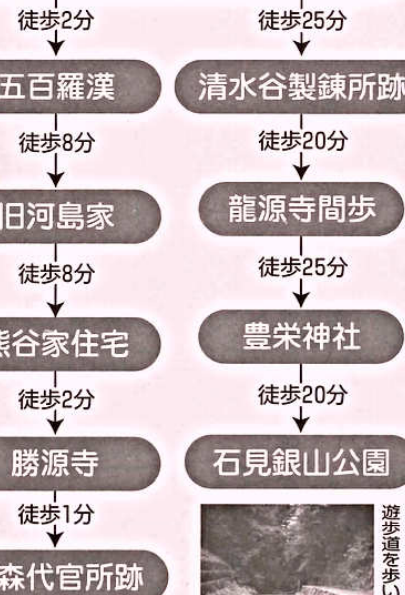 徒歩2分
五百羅漢
徒歩8分
旧河島家
徒歩8分
熊谷家住宅
徒歩2分
勝源寺
徒歩1分
森代官所跡
徒歩25分
清水谷製錬所跡
徒歩20分
龍源寺間歩
徒歩25分
豊栄神社
徒歩20分
石見銀山公園
遊歩道を歩い